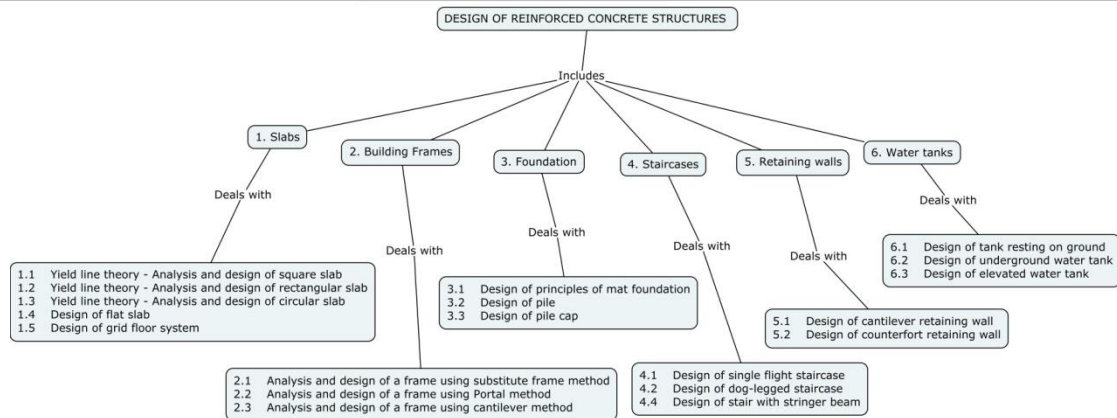 DESIGN OF REINFORCED CONCRETE STRUCTURES
Includes
1. Slabs
2. Building Frames
3. Foundation
4. Staircases
5. Retaining walls
6. Water tanks
Deals with
Deals with
Deals with
Deals with
Deals with
Deals with
1.1 Yield line theory - Analysis and design of square slab
1.2 Yield line theory - Analysis and design of rectangular slab
1.3 Yield line theory - Analysis and design of circular slab
1.4 Design of flat slab
1.5 Design of grid floor system
2.1 Analysis and design of a frame using substitute frame method
2.2 Analysis and design of a frame using Portal method
2.3 Analysis and design of a frame using cantilever method
3.1 Design of principles of mat foundation
3.2 Design of pile
3.3 Design of pile cap
4.1 Design of single flight staircase
4.2 Design of dog-legged staircase
4.4 Design of stair with stringer beam
5.1 Design of cantilever retaining wall
5.2 Design of counterfort retaining wall
6.1 Design of tank resting on ground
6.2 Design of underground water tank
6.3 Design of elevated water tank